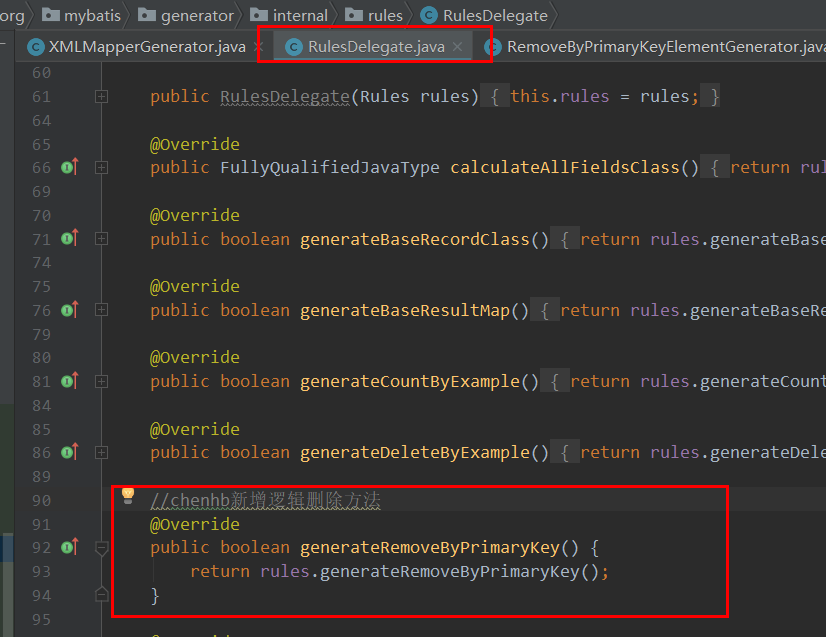 org mybatis generator internal rules RulesDelegate
XMLMapperGenerator.java RulesDelegate.java RemoveByPrimaryKeyElementGenerator.java
60
61 public RulesDelegate(Rules rules) { this.rules = rules; }
64
65 @Override
66 public FullyQualifiedJavaType calculateAllFieldsClass() { return rul
69
70 @Override
71 public boolean generateBaseRecordClass() { return rules.generateBase
74
75 @Override
76 public boolean generateBaseResultMap() { return rules.generateBaseRe
79
80 @Override
81 public boolean generateCountByExample() { return rules.generateCount
84
85 @Override
86 public boolean generateDeleteByExample() { return rules.generateDele
89
90 //chenhb新增逻辑删除方法
91 @Override
92 public boolean generateRemoveByPrimaryKey() {
93 return rules.generateRemoveByPrimaryKey();
94 }
95